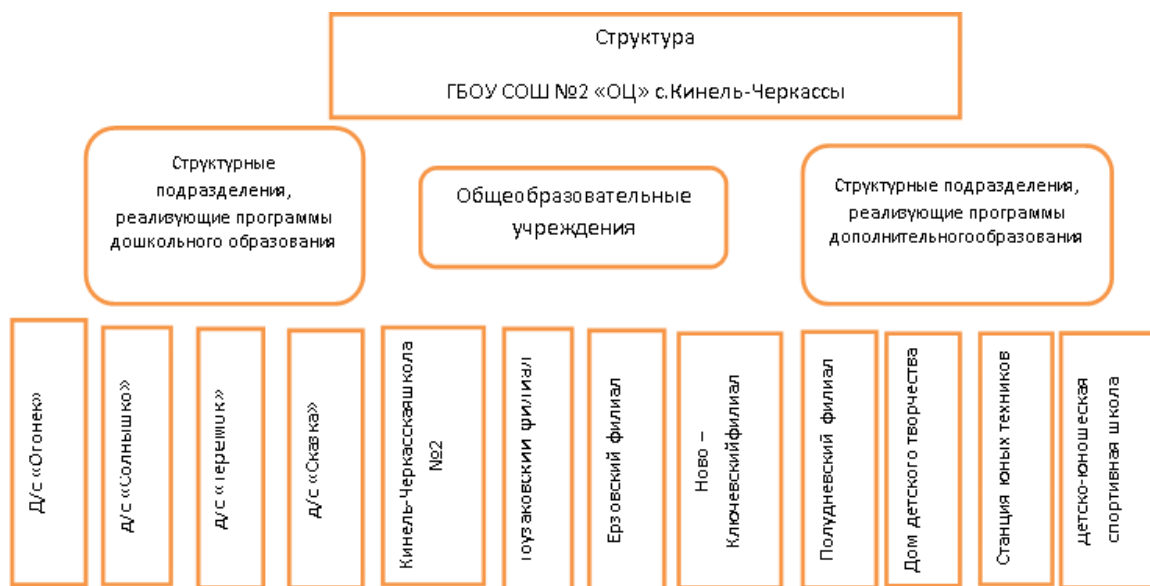 Структура
ГБОУ СОШ №2 «ОЦ» с.Кинель-Черкассы
Структурные
подразделения,
реализующие программы
дошкольного образования
Общеобразовательные
учреждения
Структурные подразделения,
реализующие программы
дополнительногообразования
Д/с «Огонек»
д/с «Солнышко»
д/с «Теремок»
д/с «Сказка»
Кинель-Черкасскаяшкола
№2
филиал
Ерзовский филиал
Ново –
Ключевскийфилиал
Полудневский филиал
Дом детского творчества
Станция юных техников
Детско-юношеская
спортивная школа